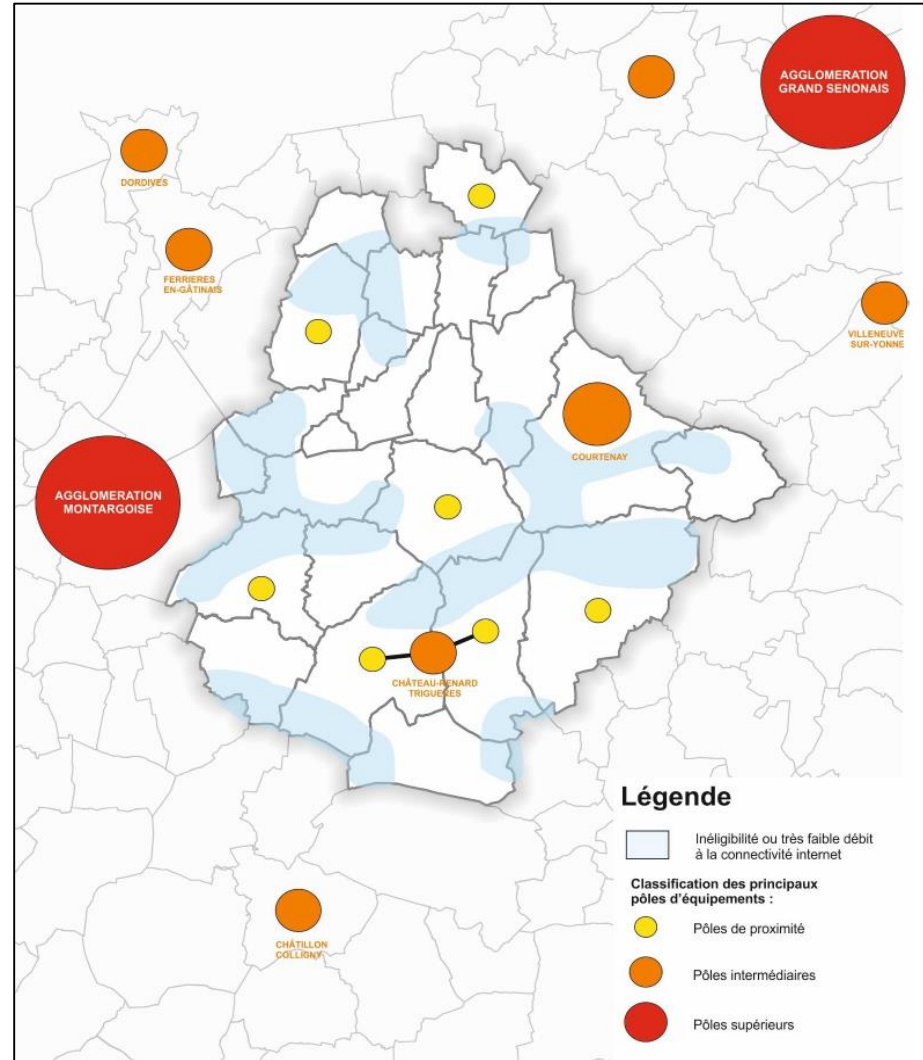 AGGLOMERATION
GRAND SENONAIS
DORDIVES
FERRIERES
EN-GÂTINAIS
VILLENEUVE
SUR-YONNE
COURTENAY
AGGLOMERATION
MONTARGOISE
CHÂTEAU-RENARD
TRIGUERES
CHÂTILLON
COLLIGNY
Légende
Inéligibilité ou très faible débit
à la connectivité internet
Classification des principaux
pôles d'équipements :
Pôles de proximité
Pôles intermédiaires
Pôles supérieurs